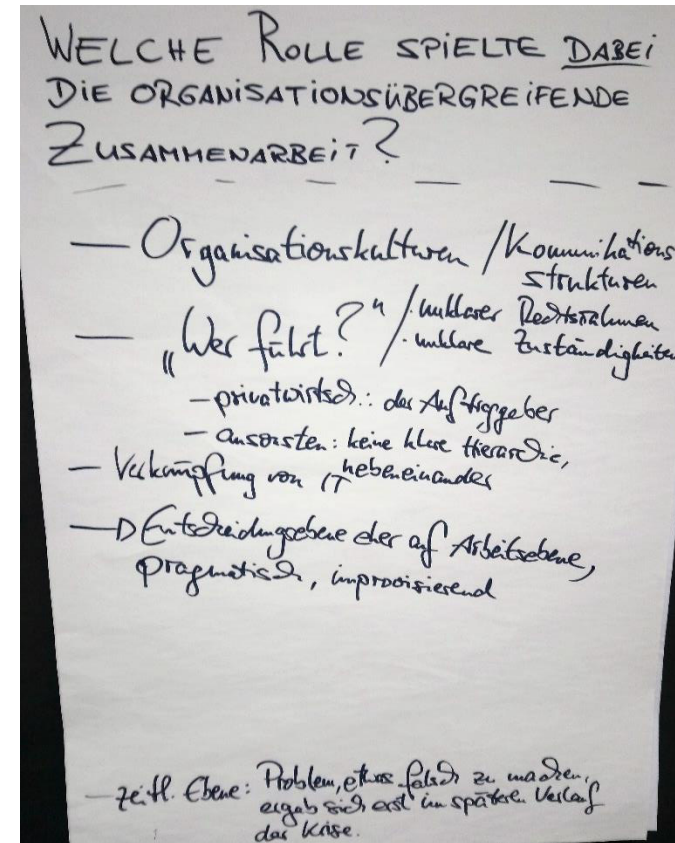 WELCHE ROLLE SPIELTE DABEI
DIE ORGANISATIONSÜBERGREIFENDE
ZUSAMMENARBEIT?
— Organisationskulturen / Kommunikations
strukturen
— „Wer führt?" / · unklarer Rechtsrahmen
· unklare Zuständigkeiten
– privatwirtsch.: der Auftraggeber
– ansonsten: keine klare Hierarchie,
nebeneinander
— Verknüpfung von IT
—D Entscheidungsebene eher auf Arbeitsebene,
pragmatisch, improvisierend
— zeitl. Ebene: Problem, etwas falsch zu machen,
ergab sich erst im späteren Verlauf
der Krise.